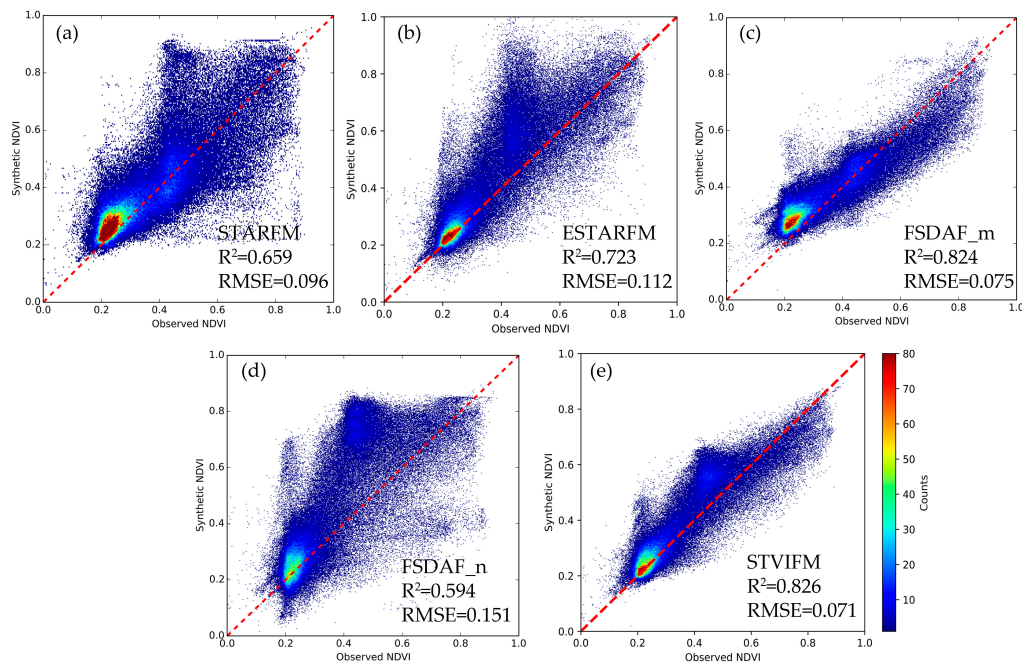 (a)
1.0
0.8
0.6
0.4
0.2
0.0
Synthetic NDVI
STARFM
R²=0.659
RMSE=0.096
0.0 0.2 0.4 0.6 0.8 1.0
Observed NDVI
(b)
1.0
0.8
0.6
0.4
0.2
0.0
Synthetic NDVI
ESTARFM
R²=0.723
RMSE=0.112
0.0 0.2 0.4 0.6 0.8 1.0
Observed NDVI
(c)
1.0
0.8
0.6
0.4
0.2
0.0
Synthetic NDVI
FSDAF_m
R²=0.824
RMSE=0.075
0.0 0.2 0.4 0.6 0.8 1.0
Observed NDVI
(d)
1.0
0.8
0.6
0.4
0.2
0.0
Synthetic NDVI
FSDAF_n
R²=0.594
RMSE=0.151
0.0 0.2 0.4 0.6 0.8 1.0
Observed NDVI
(e)
1.0
0.8
0.6
0.4
0.2
0.0
Synthetic NDVI
STVIFM
R²=0.826
RMSE=0.071
0.0 0.2 0.4 0.6 0.8 1.0
Observed NDVI
80
70
60
50
40
30
20
10
Counts